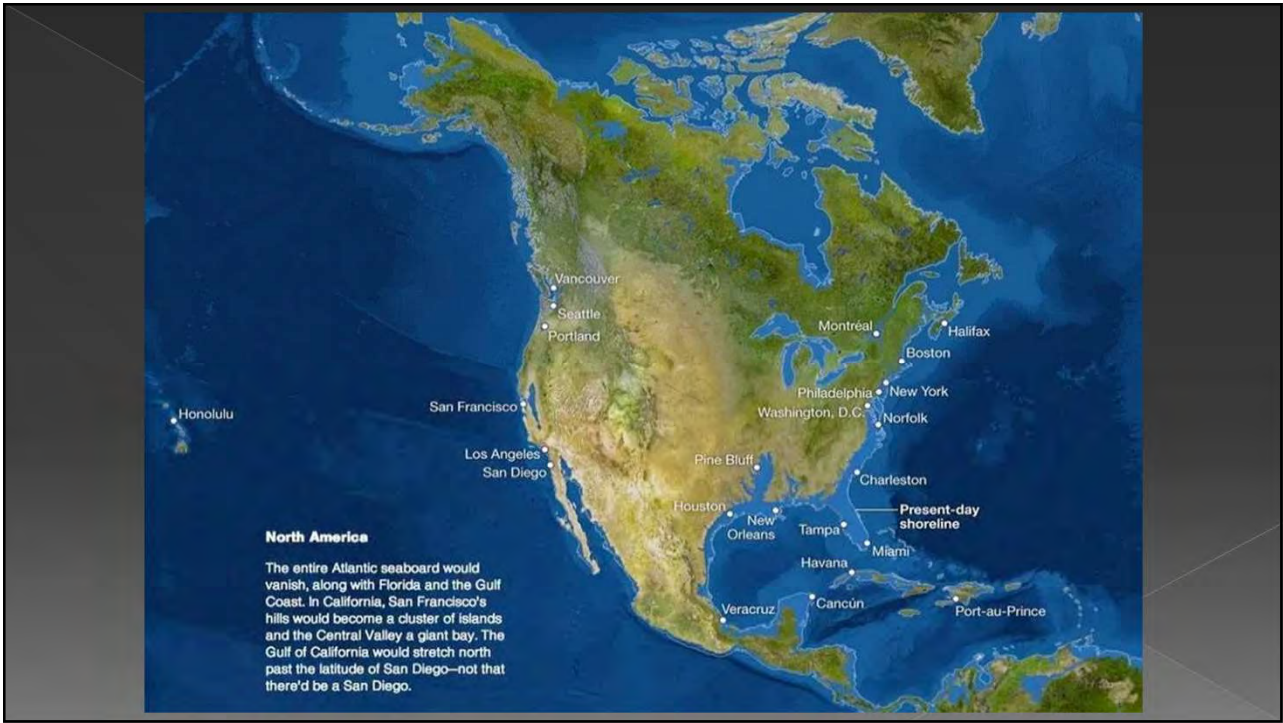 Vancouver
Seattle
Portland
Montréal
Halifax
Boston
Philadelphia
New York
Washington, D.C.
Norfolk
San Francisco
Honolulu
Los Angeles
San Diego
Pine Bluff
Charleston
Houston
New
Orleans
Present-day
shoreline
Tampa
Miami
Havana
Cancún
Port-au-Prince
Veracruz
North America
The entire Atlantic seaboard would
vanish, along with Florida and the Gulf
Coast. In California, San Francisco's
hills would become a cluster of islands
and the Central Valley a giant bay. The
Gulf of California would stretch north
past the latitude of San Diego—not that
there'd be a San Diego.